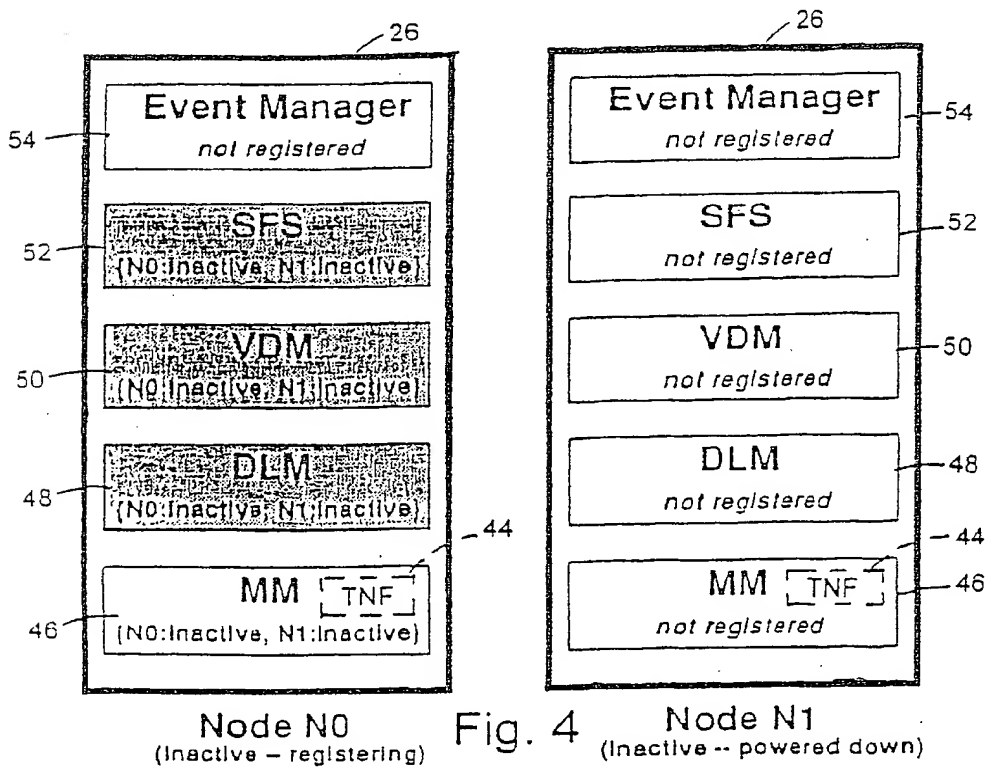 26
Event Manager
not registered
54
SFS
{N0:Inactive, N1:Inactive}
52
VDM
{N0:Inactive, N1:Inactive}
50
DLM
{N0:Inactive, N1:Inactive}
48
44
MM
TNF
{N0:Inactive, N1:Inactive}
46
Node N0
(Inactive – registering)
26
Event Manager
not registered
54
SFS
not registered
52
VDM
not registered
50
DLM
not registered
48
44
MM
TNF
not registered
46
Node N1
(Inactive -- powered down)
Fig. 4